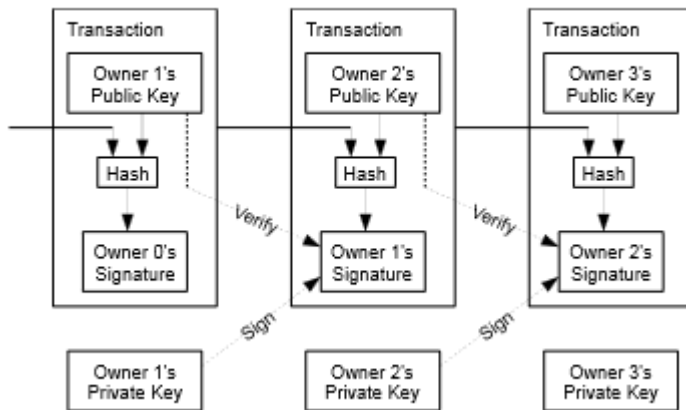 Transaction
Owner 1's
Public Key
Hash
Owner 0's
Signature
Transaction
Owner 2's
Public Key
Hash
Verify
Owner 1's
Signature
Transaction
Owner 3's
Public Key
Hash
Verify
Owner 2's
Signature
Sign
Sign
Owner 1's
Private Key
Owner 2's
Private Key
Owner 3's
Private Key